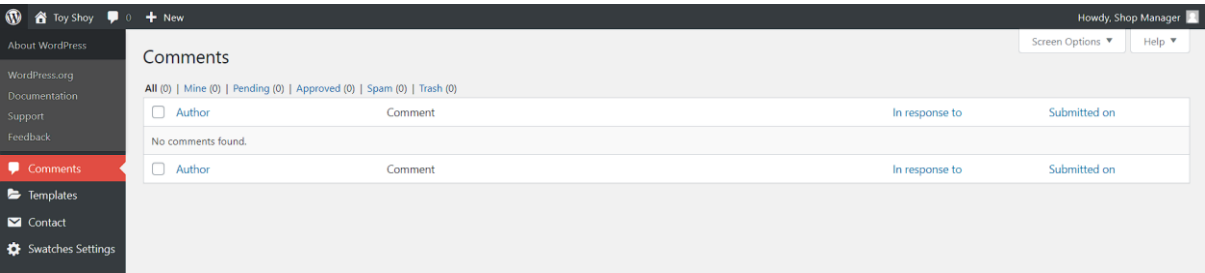 Toy Shoy 0 + New Howdy, Shop Manager
About WordPress
WordPress.org
Documentation
Support
Feedback
Comments
Templates
Contact
Swatches Settings
Screen Options ▼ Help ▼
Comments
All (0) | Mine (0) | Pending (0) | Approved (0) | Spam (0) | Trash (0)
Author Comment In response to Submitted on
No comments found.
Author Comment In response to Submitted on